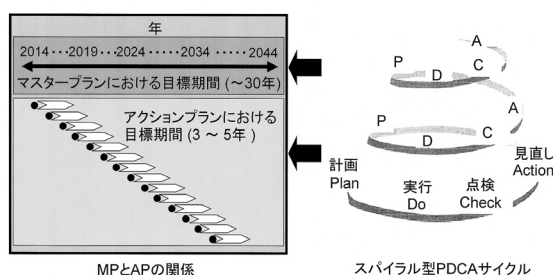 年
2014 ・・・・ 2019 ・・・・ 2024 ・・・・・・ 2034 ・・・・・・ 2044
マスタープランにおける目標期間 (～30年)
アクションプランにおける
目標期間 (3 ～ 5年 )
MPとAPの関係
A
P
D
C
A
P
D
C
見直し
Action
計画
Plan
実行
Do
点検
Check
スパイラル型PDCAサイクル